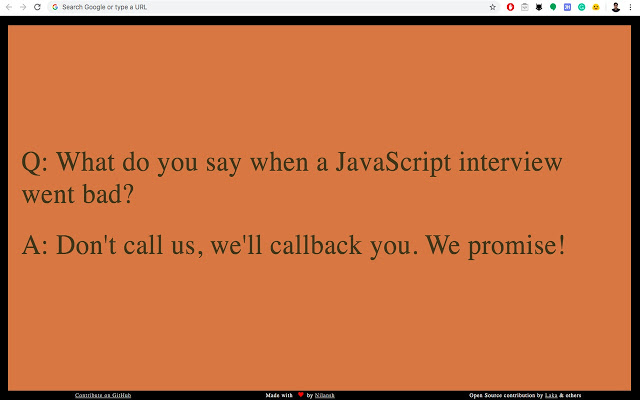 Search Google or type a URL
Q: What do you say when a JavaScript interview
went bad?
A: Don't call us, we'll callback you. We promise!
Contribute on GitHub
Made with ❤ by Nilansh
Open Source contribution by Laka & others